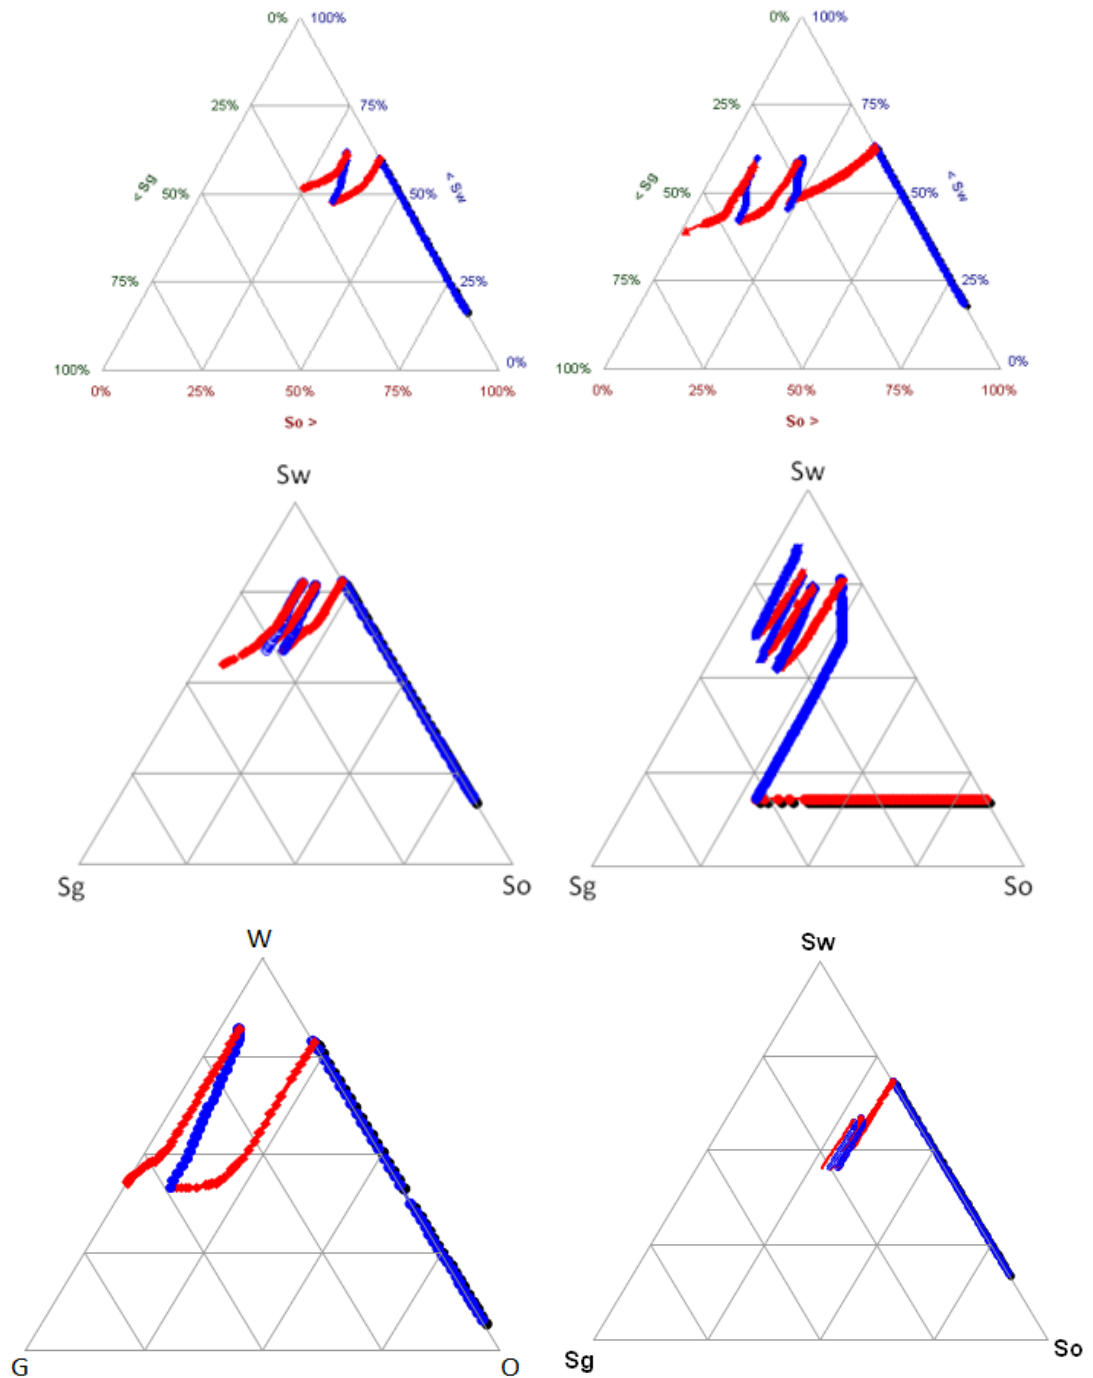 0% 100% 0% 100%
25% 75% 25% 75%
< Sg 50% 50% < Sw < Sg 50% 50% < Sw
75% 25% 75% 25%
100% 0% 100% 0%
0% 25% 50% 75% 100% 0% 25% 50% 75% 100%
So > So >
Sw Sw
Sg So Sg So
W Sw
G O Sg So